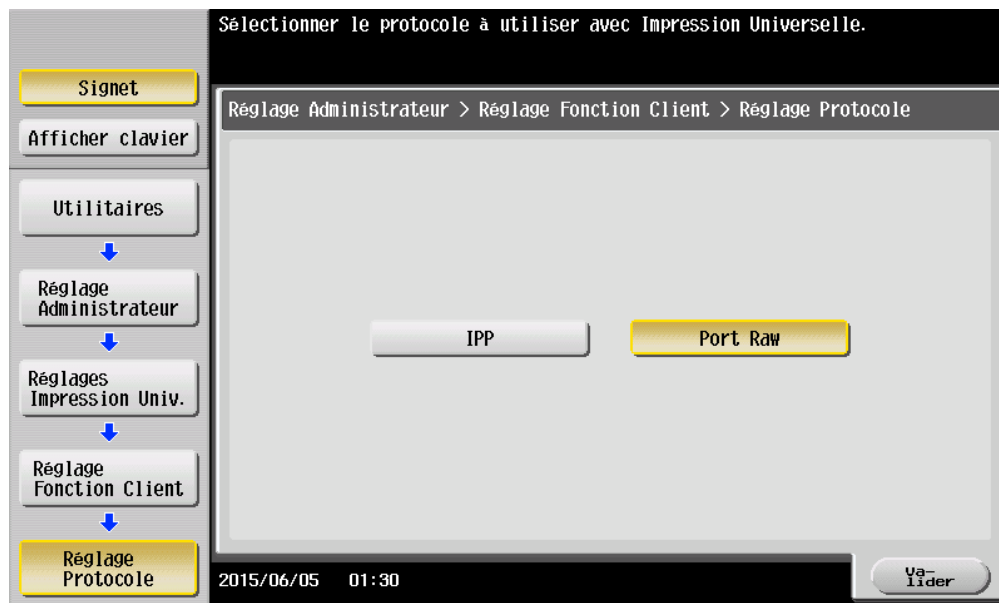 Sélectionner le protocole à utiliser avec Impression Universelle.
Signet
Afficher clavier
Réglage Administrateur > Réglage Fonction Client > Réglage Protocole
Utilitaires
Réglage
Administrateur
Réglages
Impression Univ.
Réglage
Fonction Client
Réglage
Protocole
IPP
Port Raw
2015/06/05 01:30
Va-
lider